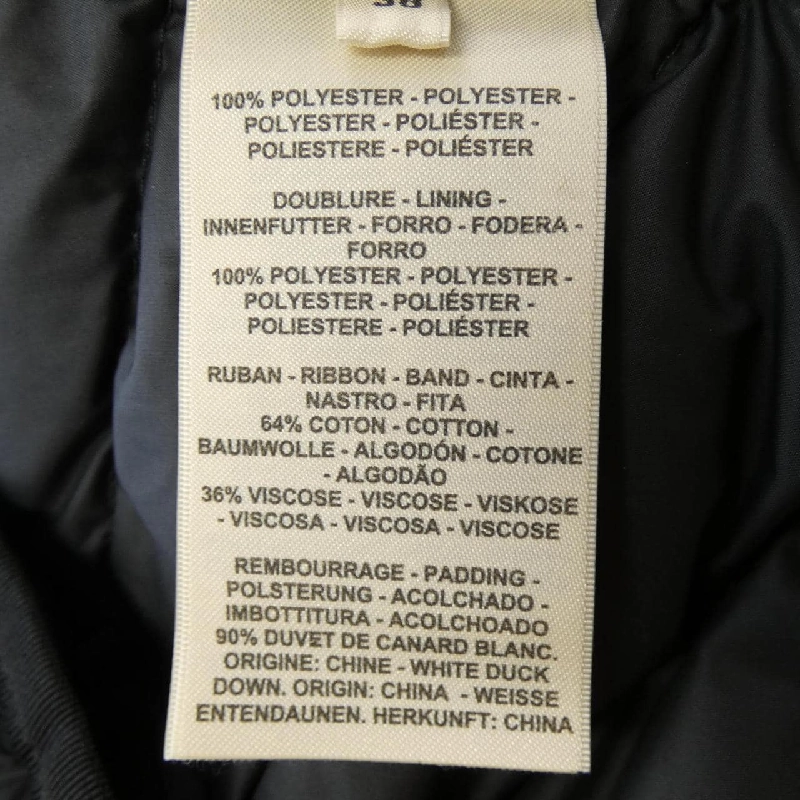 38
100% POLYESTER - POLYESTER -
POLYESTER - POLIÉSTER -
POLIESTERE - POLIÉSTER
DOUBLURE - LINING -
INNENFUTTER - FORRO - FODERA -
FORRO
100% POLYESTER - POLYESTER -
POLYESTER - POLIÉSTER -
POLIESTERE - POLIÉSTER
RUBAN - RIBBON - BAND - CINTA -
NASTRO - FITA
64% COTON - COTTON -
BAUMWOLLE - ALGODÓN - COTONE
- ALGODÃO
36% VISCOSE - VISCOSE - VISKOSE
- VISCOSA - VISCOSA - VISCOSE
REMBOURRAGE - PADDING -
POLSTERUNG - ACOLCHADO -
IMBOTTITURA - ACOLCHOADO
90% DUVET DE CANARD BLANC.
ORIGINE: CHINE - WHITE DUCK
DOWN. ORIGIN: CHINA - WEISSE
ENTENDAUNEN. HERKUNFT: CHINA